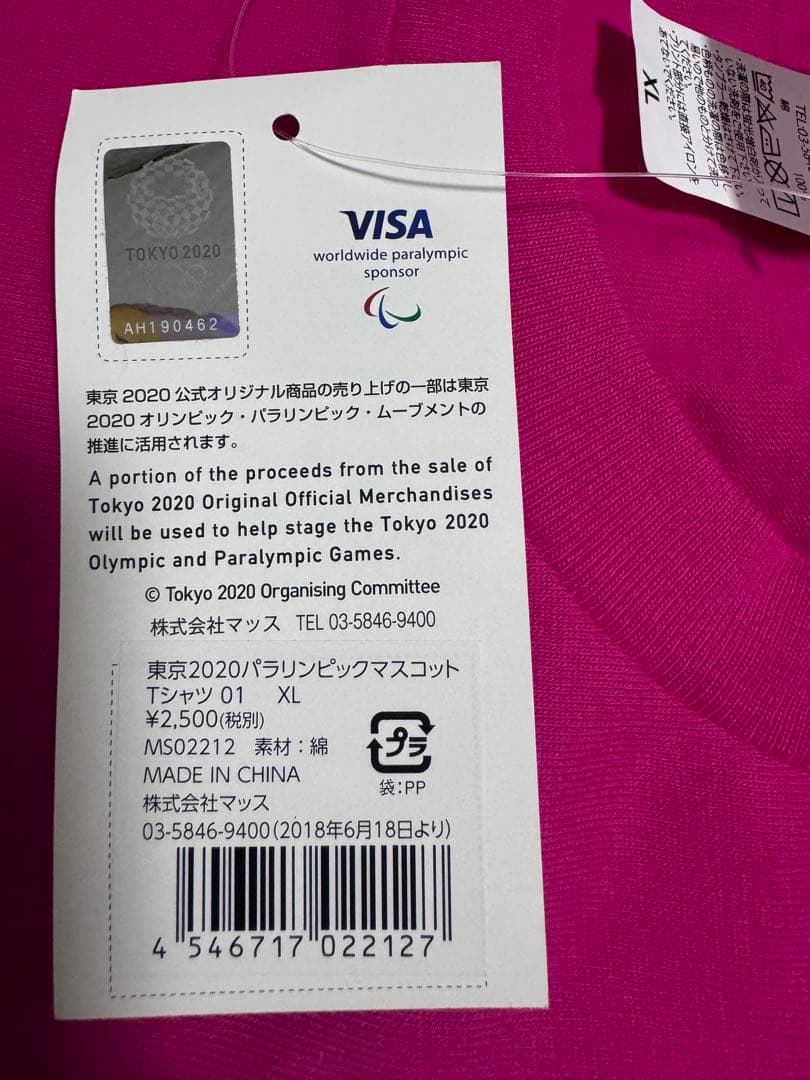 TOKYO 2020
AH190462
VISA
worldwide paralympic
sponsor
東京 2020 公式オリジナル商品の売り上げの一部は東京
2020 オリンピック・パラリンピック・ムーブメントの
推進に活用されます。
A portion of the proceeds from the sale of
Tokyo 2020 Original Official Merchandises
will be used to help stage the Tokyo 2020
Olympic and Paralympic Games.
© Tokyo 2020 Organising Committee
株式会社マッス TEL 03-5846-9400
東京2020パラリンピックマスコット
Tシャツ 01 XL
¥2,500(税別)
MS02212 素材：綿
MADE IN CHINA
株式会社マッス
03-5846-9400(2018年6月18日より)
プラ
袋：PP
4 546717 022127
XL
綿